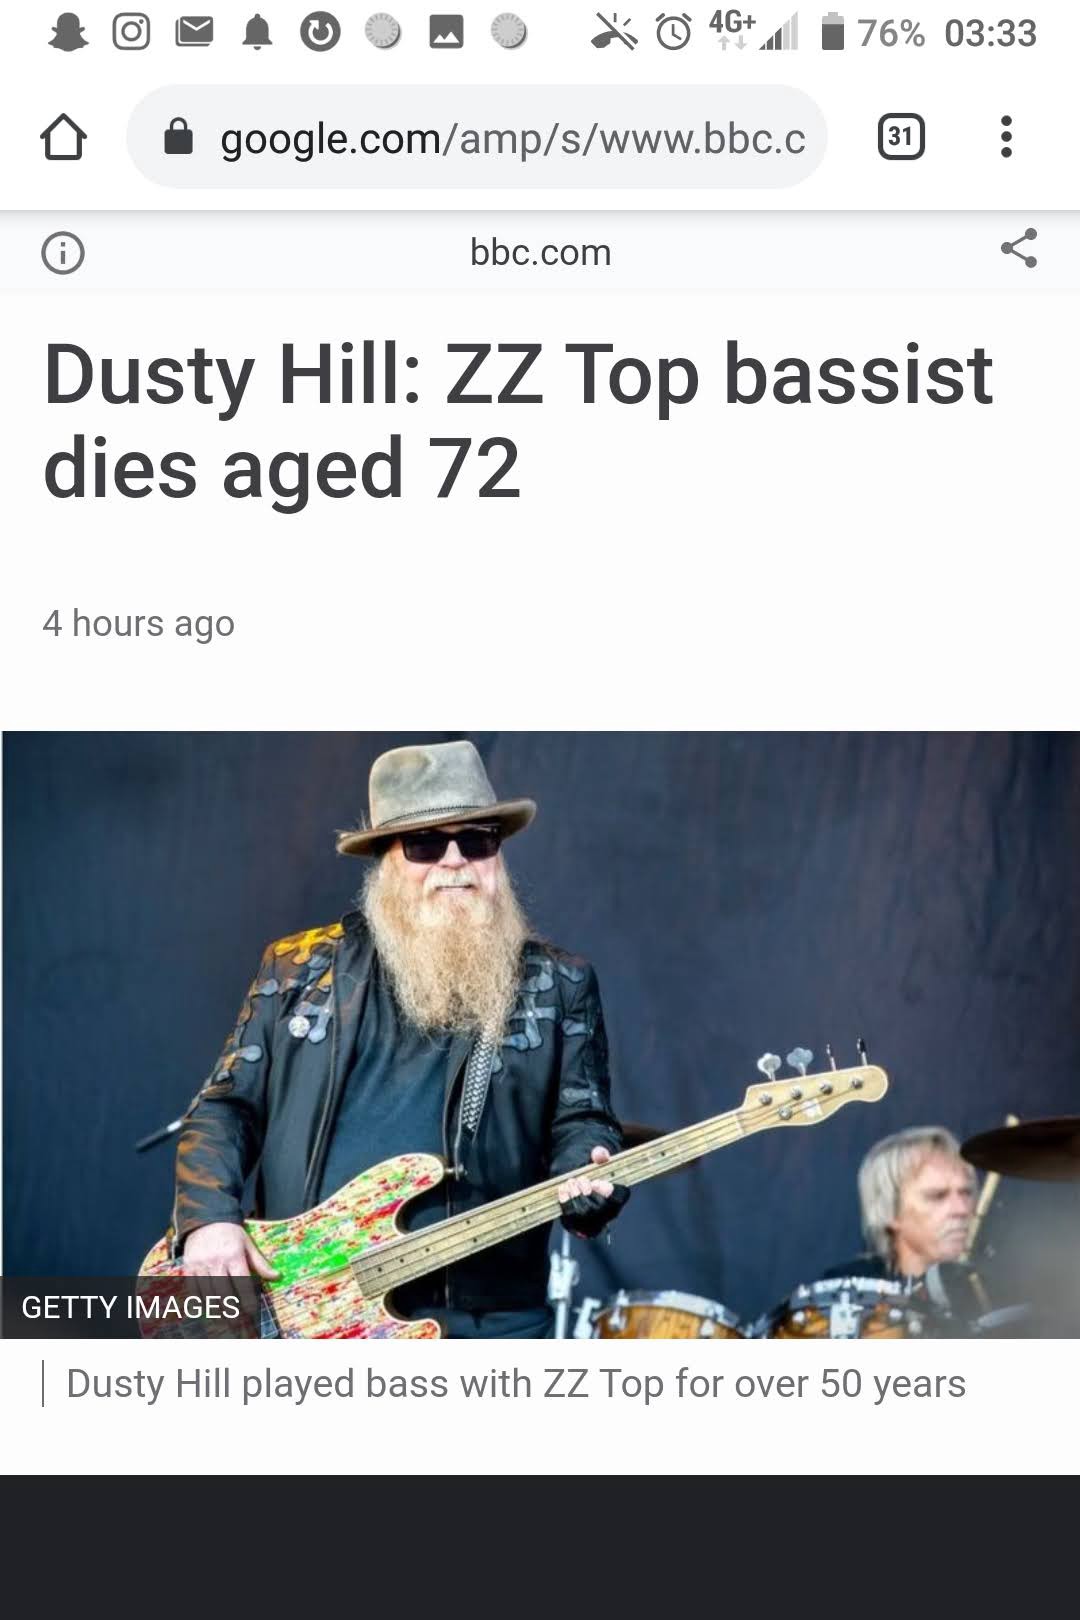 4G+ 76% 03:33
google.com/amp/s/www.bbc.c 31
bbc.com
Dusty Hill: ZZ Top bassist
dies aged 72
4 hours ago
GETTY IMAGES
Dusty Hill played bass with ZZ Top for over 50 years